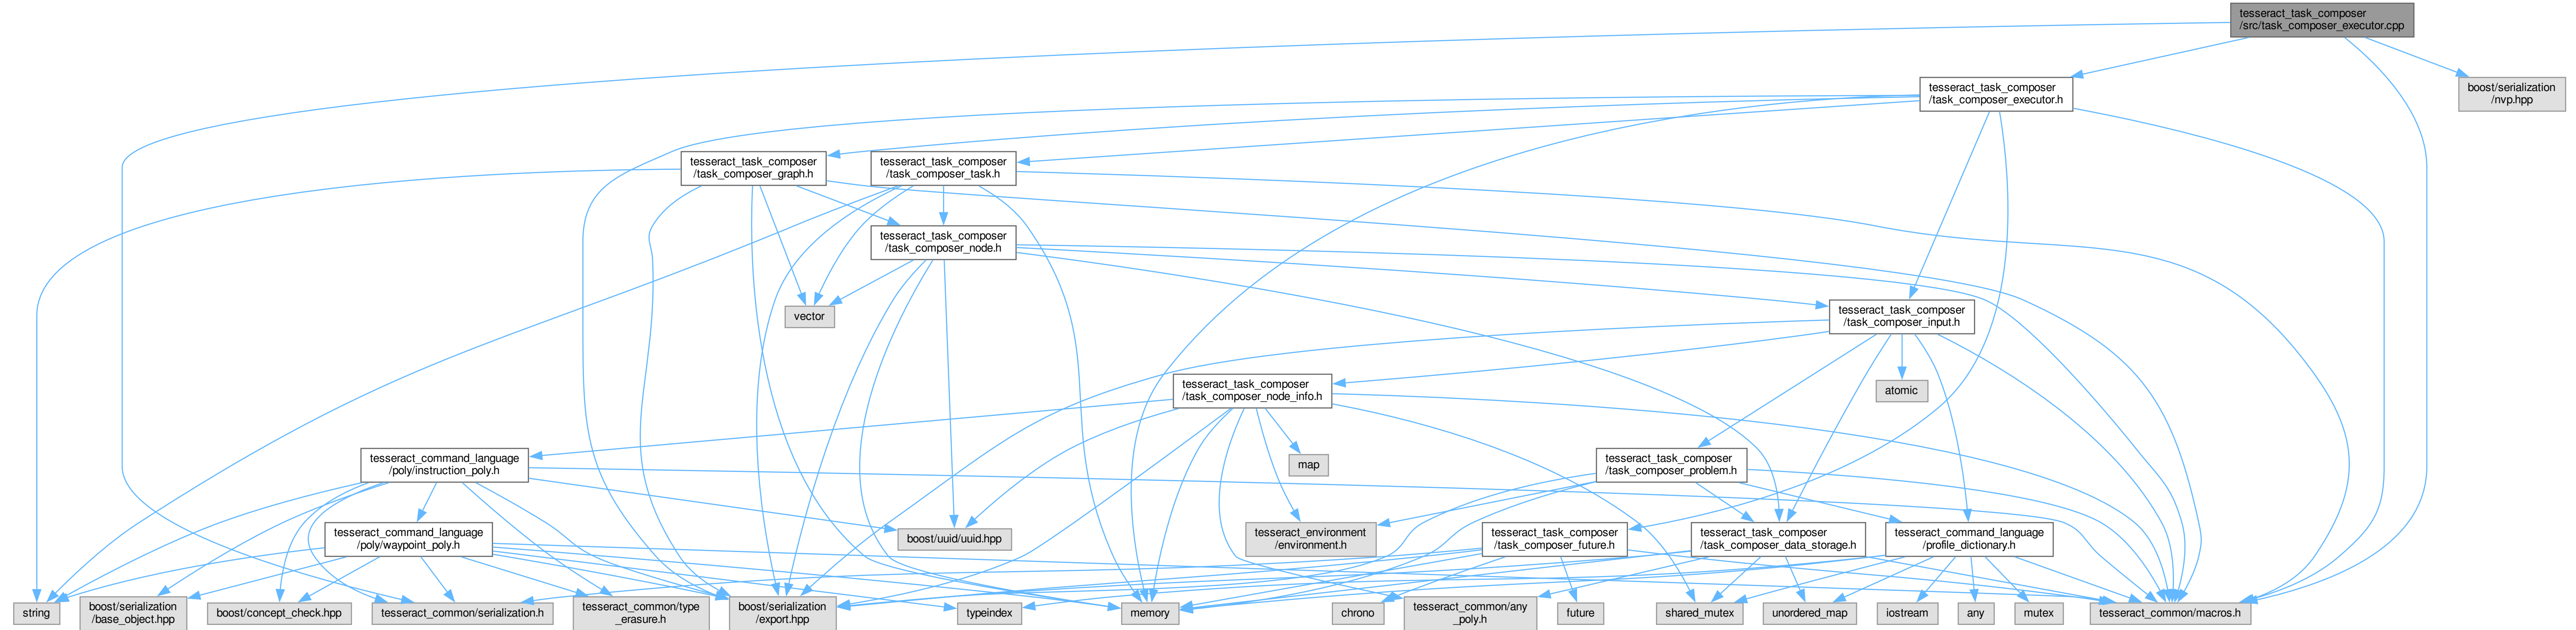 tesseract_task_composer
/src/task_composer_executor.cpp
tesseract_task_composer
/task_composer_executor.h
boost/serialization
/nvp.hpp
tesseract_task_composer
/task_composer_graph.h
tesseract_task_composer
/task_composer_task.h
tesseract_task_composer
/task_composer_node.h
vector
tesseract_task_composer
/task_composer_input.h
tesseract_task_composer
/task_composer_node_info.h
atomic
tesseract_command_language
/poly/instruction_poly.h
map
tesseract_task_composer
/task_composer_problem.h
tesseract_command_language
/poly/waypoint_poly.h
boost/uuid/uuid.hpp
tesseract_environment
/environment.h
tesseract_task_composer
/task_composer_future.h
tesseract_task_composer
/task_composer_data_storage.h
tesseract_command_language
/profile_dictionary.h
string
boost/serialization
/base_object.hpp
boost/concept_check.hpp
tesseract_common/serialization.h
tesseract_common/type
_erasure.h
boost/serialization
/export.hpp
typeindex
memory
chrono
tesseract_common/any
_poly.h
future
shared_mutex
unordered_map
iostream
any
mutex
tesseract_common/macros.h